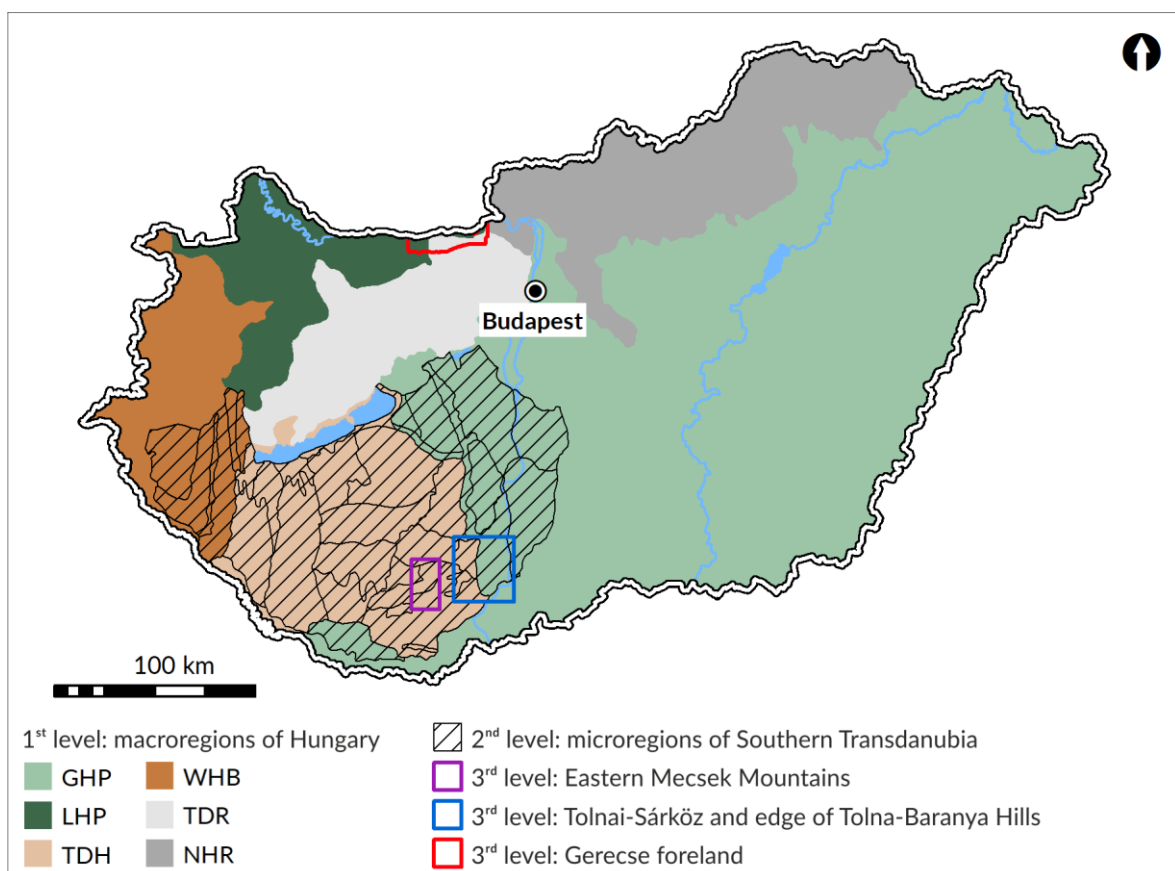 Budapest
100 km
1st level: macroregions of Hungary
GHP
WHB
LHP
TDR
TDH
NHR
2nd level: microregions of Southern Transdanubia
3rd level: Eastern Mecsek Mountains
3rd level: Tolnai-Sárköz and edge of Tolna-Baranya Hills
3rd level: Gerecse foreland